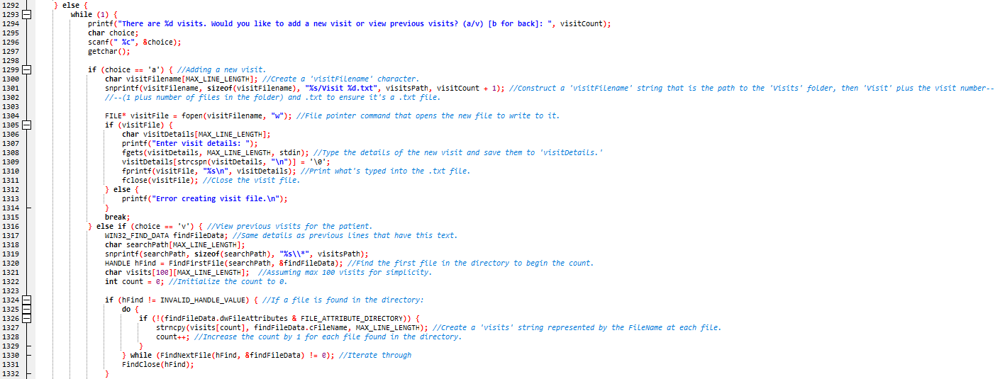 1292 } else {
1293 while (1) {
1294 printf("There are %d visits. Would you like to add a new visit or view previous visits? (a/v) [b for back]: ", visitCount);
1295 char choice;
1296 scanf(" %c", &choice);
1297 getchar();
1298
1299 if (choice == 'a') { //Adding a new visit.
1300 char visitFilename[MAX_LINE_LENGTH]; //Create a 'visitFilename' character.
1301 snprintf(visitFilename, sizeof(visitFilename), "%s/Visit %d.txt", visitsPath, visitCount + 1); //Construct a 'visitFilename' string that is the path to the 'Visits' folder, then 'Visit' plus the visit number--
1302 //--(1 plus number of files in the folder) and .txt to ensure it's a .txt file.
1303
1304 FILE* visitFile = fopen(visitFilename, "w"); //File pointer command that opens the new file to write to it.
1305 if (visitFile) {
1306 char visitDetails[MAX_LINE_LENGTH];
1307 printf("Enter visit details: ");
1308 fgets(visitDetails, MAX_LINE_LENGTH, stdin); //Type the details of the new visit and save them to 'visitDetails.'
1309 visitDetails[strcspn(visitDetails, "\n")] = '\0';
1310 fprintf(visitFile, "%s\n", visitDetails); //Print what's typed into the .txt file.
1311 fclose(visitFile); //Close the visit file.
1312 } else {
1313 printf("Error creating visit file.\n");
1314 }
1315 break;
1316 } else if (choice == 'v') { //View previous visits for the patient.
1317 WIN32_FIND_DATA findFileData; //Same details as previous lines that have this text.
1318 char searchPath[MAX_LINE_LENGTH];
1319 snprintf(searchPath, sizeof(searchPath), "%s\\*", visitsPath);
1320 HANDLE hFind = FindFirstFile(searchPath, &findFileData); //Find the first file in the directory to begin the count.
1321 char visits[100][MAX_LINE_LENGTH]; //Assuming max 100 visits for simplicity.
1322 int count = 0; //Initialize the count to 0.
1323
1324 if (hFind != INVALID_HANDLE_VALUE) { //If a file is found in the directory:
1325 do {
1326 if (!(findFileData.dwFileAttributes & FILE_ATTRIBUTE_DIRECTORY)) {
1327 strncpy(visits[count], findFileData.cFileName, MAX_LINE_LENGTH); //Create a 'visits' string represented by the FileName at each file.
1328 count++; //Increase the count by 1 for each file found in the directory.
1329 }
1330 } while (FindNextFile(hFind, &findFileData) != 0); //Iterate through
1331 FindClose(hFind);
1332 }